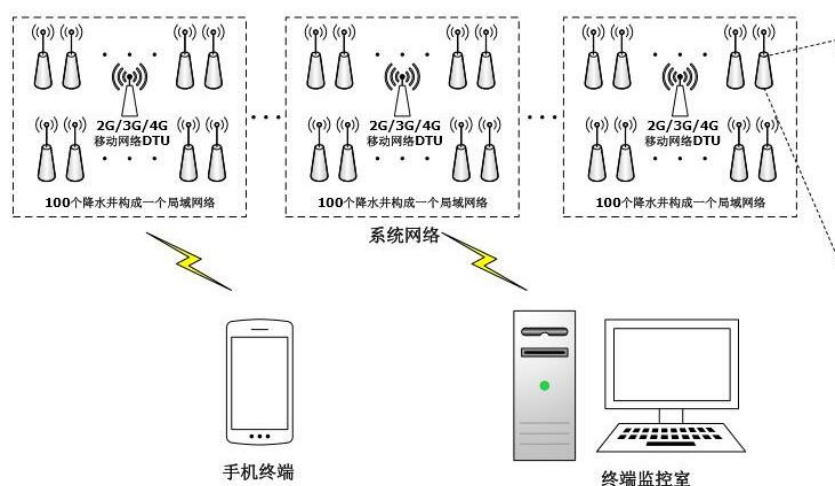 2G/3G/4G
移动网络DTU
100个降水井构成一个局域网络
2G/3G/4G
移动网络DTU
100个降水井构成一个局域网络
2G/3G/4G
移动网络DTU
100个降水井构成一个局域网络
系统网络
手机终端
终端监控室